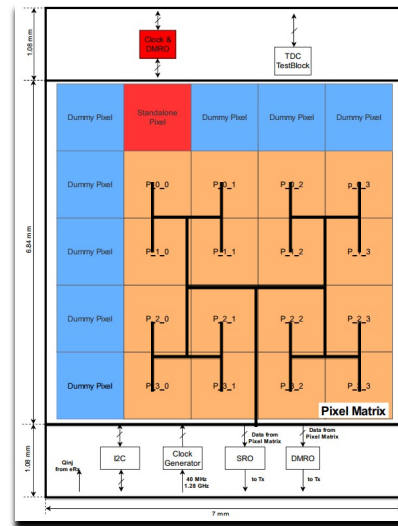 1.08 mm
Clock &
DMRO
TDC
TestBlock
6.84 mm
Dummy Pixel
Standalone
Pixel
Dummy Pixel
Dummy Pixel
Dummy Pixel
Dummy Pixel
P_0_0
P_0_1
P_0_2
p_0_3
Dummy Pixel
P_1_0
P_1_1
P_1_2
P_1_3
Dummy Pixel
P_2_0
P_2_1
P_2_2
P_2_3
Dummy Pixel
P_3_0
P_3_1
P_3_2
P_3_3
Pixel Matrix
1.08 mm
Data from
Pixel Matrix
Data from
Pixel Matrix
Qinj
from eRx
I2C
Clock
Generator
SRO
DMRO
40 MHz
1.28 GHz
to Tx
to Tx
7 mm